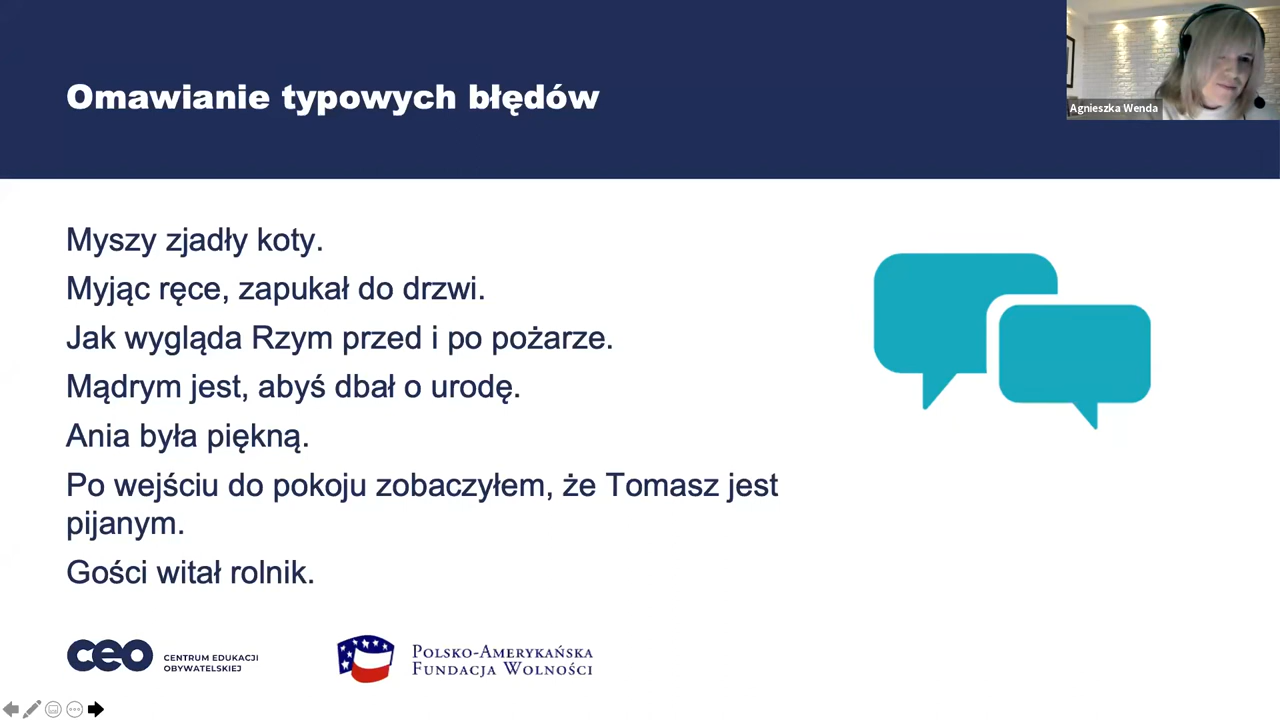 Omawianie typowych błędów
Agnieszka Wenda
Myszy zjadły koty.
Myjąc ręce, zapukał do drzwi.
Jak wygląda Rzym przed i po pożarze.
Mądrym jest, abyś dbał o urodę.
Ania była piękną.
Po wejściu do pokoju zobaczyłem, że Tomasz jest
pijanym.
Gości witał rolnik.
ceo
CENTRUM EDUKACJI
OBYWATELSKIEJ
POLSKO-AMERYKAŃSKA
FUNDACJA WOLNOŚCI